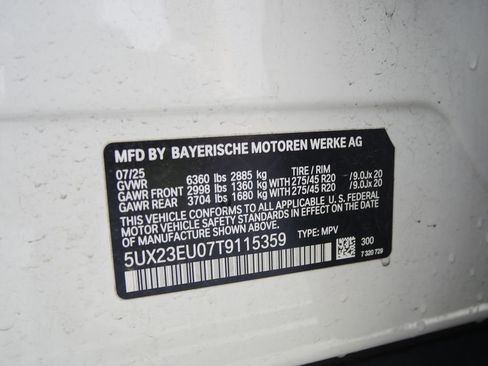 MFD BY BAYERISCHE MOTOREN WERKE AG
07/25 TIRE / RIM
GVWR 6360 lbs 2885 kg
GAWR FRONT 2998 lbs 1360 kg WITH 275/45 R20 /9.0Jx 20
GAWR REAR 3704 lbs 1680 kg WITH 275/45 R20 /9.0Jx 20
THIS VEHICLE CONFORMS TO ALL APPLICABLE U.S. FEDERAL
MOTOR VEHICLE SAFETY STANDARDS IN EFFECT ON THE DATE
OF MANUFACTURE SHOWN ABOVE.
5UX23EU07T9115359 TYPE: MPV 300
7 320 729